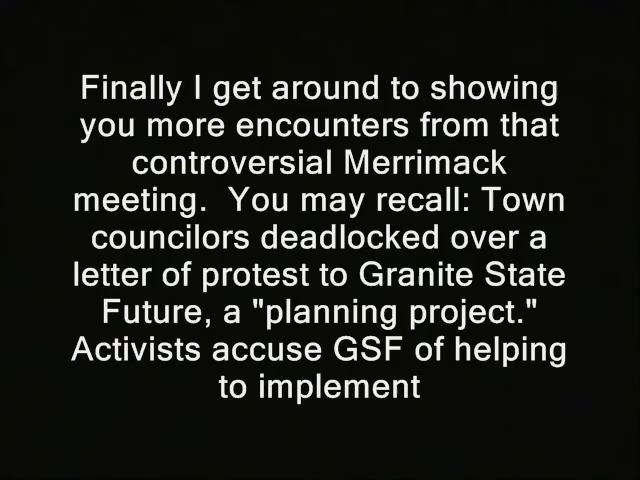 Finally I get around to showing
you more encounters from that
controversial Merrimack
meeting.  You may recall: Town
councilors deadlocked over a
letter of protest to Granite State
Future, a "planning project."
Activists accuse GSF of helping
to implement